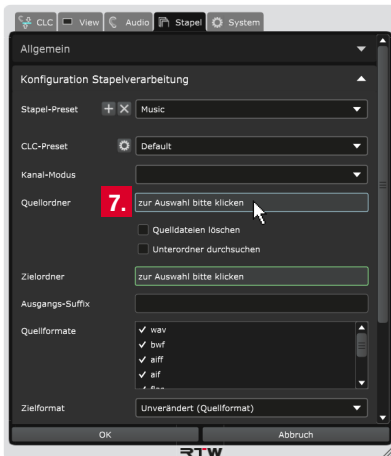 CLC View Audio Stapel System
Allgemein
Konfiguration Stapelverarbeitung
Stapel-Preset Music
CLC-Preset Default
Kanal-Modus
Quellordner 7. zur Auswahl bitte klicken
Quelldateien löschen
Unterordner durchsuchen
Zielordner zur Auswahl bitte klicken
Ausgangs-Suffix
Quellformate wav
bwf
aiff
aif
Zielformat Unverändert (Quellformat)
OK Abbruch
RTW